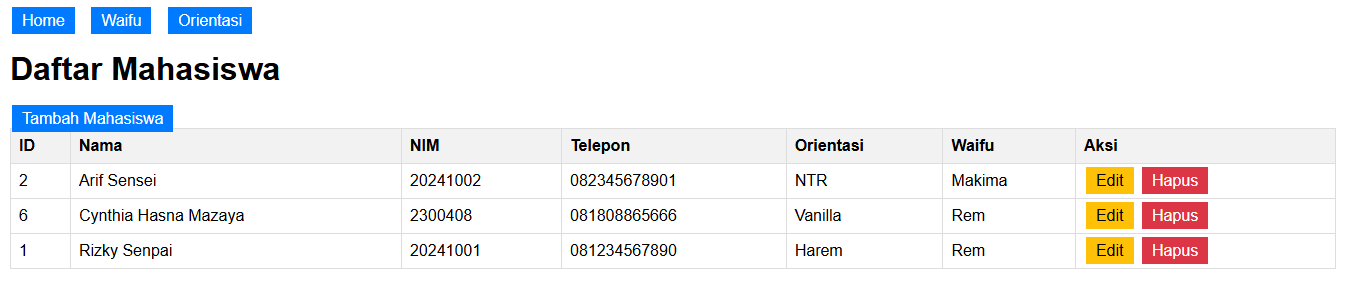 Home Waifu Orientasi
Daftar Mahasiswa
Tambah Mahasiswa
ID Nama NIM Telepon Orientasi Waifu Aksi
2 Arif Sensei 20241002 082345678901 NTR Makima Edit Hapus
6 Cynthia Hasna Mazaya 2300408 081808865666 Vanilla Rem Edit Hapus
1 Rizky Senpai 20241001 081234567890 Harem Rem Edit Hapus